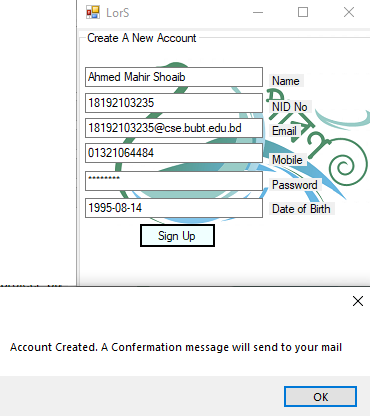 LorS
Create A New Account
Ahmed Mahir Shoaib Name
18192103235 NID No
18192103235@cse.bubt.edu.bd Email
01321064484 Mobile
******** Password
1995-08-14 Date of Birth
Sign Up
Account Created. A Confermation message will send to your mail
OK